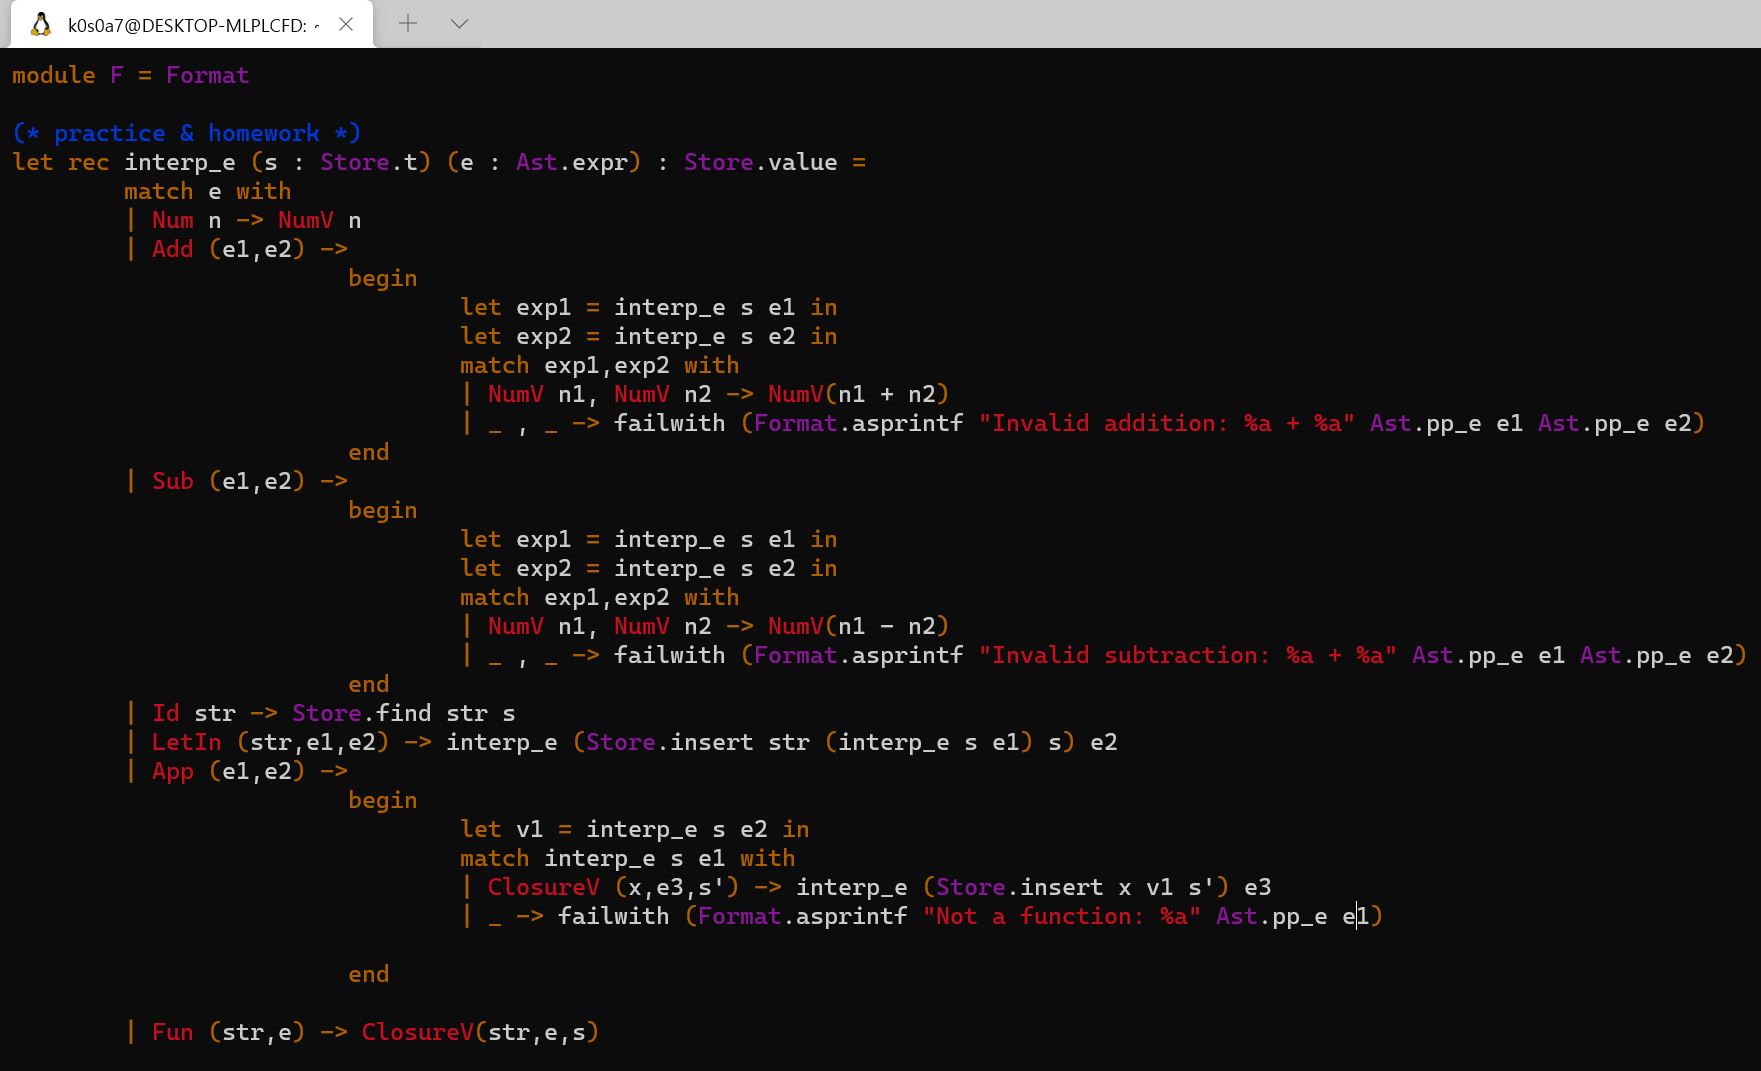 k0s0a7@DESKTOP-MLPLCFD: ~
module F = Format
(* practice & homework *)
let rec interp_e (s : Store.t) (e : Ast.expr) : Store.value =
match e with
| Num n -> NumV n
| Add (e1,e2) ->
begin
let exp1 = interp_e s e1 in
let exp2 = interp_e s e2 in
match exp1,exp2 with
| NumV n1, NumV n2 -> NumV(n1 + n2)
| _ , _ -> failwith (Format.asprintf "Invalid addition: %a + %a" Ast.pp_e e1 Ast.pp_e e2)
end
| Sub (e1,e2) ->
begin
let exp1 = interp_e s e1 in
let exp2 = interp_e s e2 in
match exp1,exp2 with
| NumV n1, NumV n2 -> NumV(n1 - n2)
| _ , _ -> failwith (Format.asprintf "Invalid subtraction: %a + %a" Ast.pp_e e1 Ast.pp_e e2)
end
| Id str -> Store.find str s
| LetIn (str,e1,e2) -> interp_e (Store.insert str (interp_e s e1) s) e2
| App (e1,e2) ->
begin
let v1 = interp_e s e2 in
match interp_e s e1 with
| ClosureV (x,e3,s') -> interp_e (Store.insert x v1 s') e3
| _ -> failwith (Format.asprintf "Not a function: %a" Ast.pp_e e1)
end
| Fun (str,e) -> ClosureV(str,e,s)